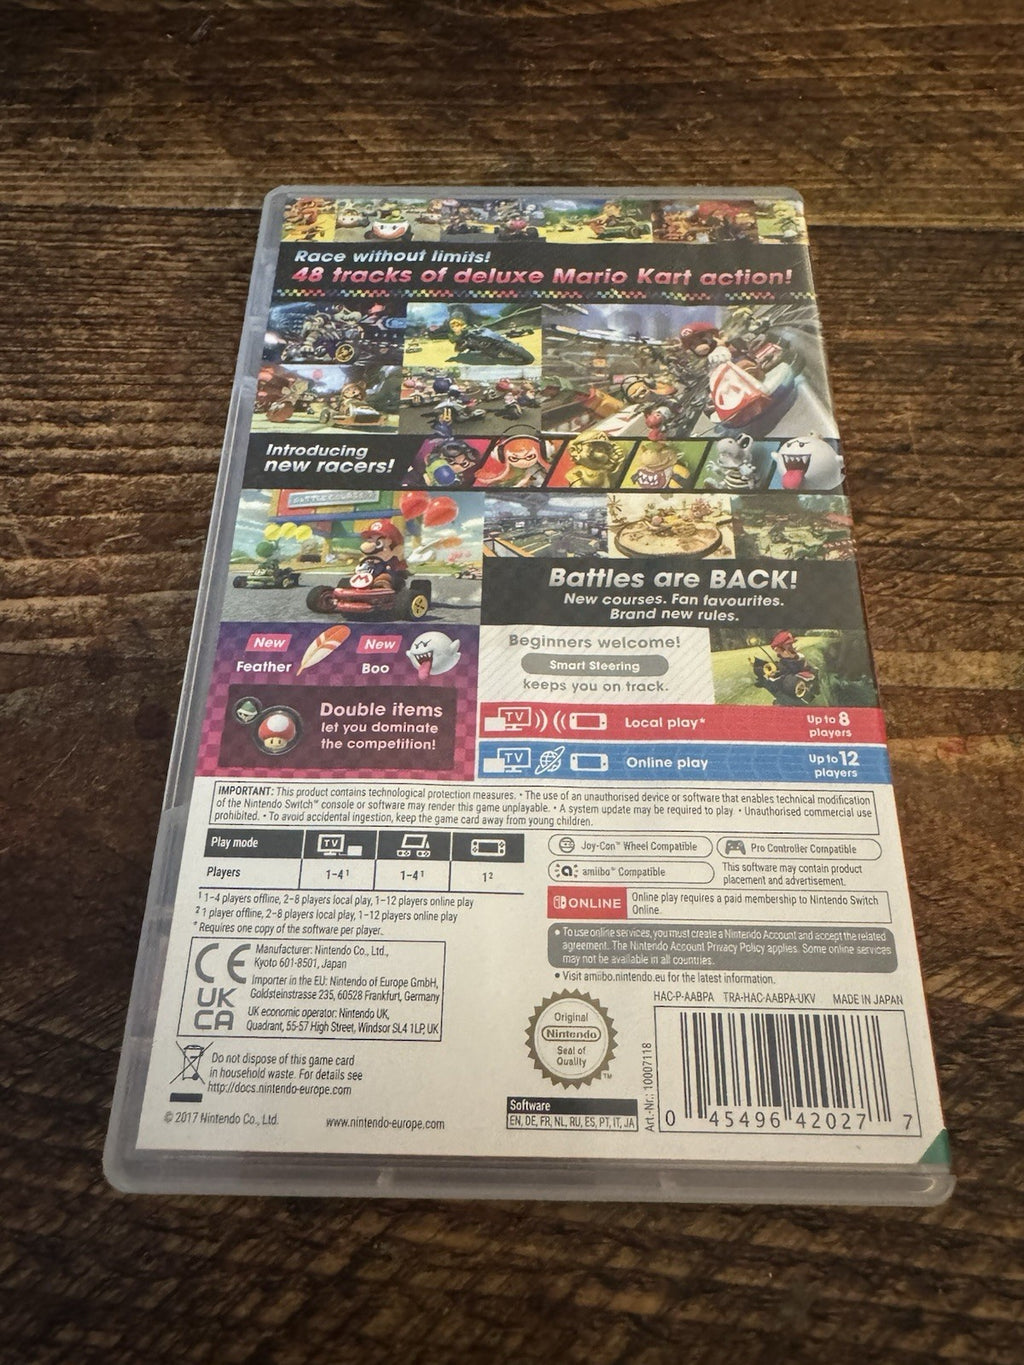 Race without limits!
48 tracks of deluxe Mario Kart action!
Introducing
new racers!
Battles are BACK!
New courses. Fan favourites.
Brand new rules.
New
Feather
New
Boo
Double items
let you dominate
the competition!
Beginners welcome!
Smart Steering
keeps you on track.
TV
Local play*
Up to 8
players
TV
Online play
Up to 12
players
IMPORTANT: This product contains technological protection measures. • The use of an unauthorised device or software that enables technical modification
of the Nintendo Switch™ console or software may render this game unplayable. • A system update may be required to play • Unauthorised commercial use
prohibited. • To avoid accidental ingestion, keep the game card away from young children.
Play mode
TV
Players
1-4¹
1-4¹
1²
¹ 1-4 players offline, 2-8 players local play, 1-12 players online play
² 1 player offline, 2-8 players local play, 1-12 players online play
* Requires one copy of the software per player.
Joy-Con™ Wheel Compatible
Pro Controller Compatible
amiibo™ Compatible
This software may contain product
placement and advertisement.
ONLINE
Online play requires a paid membership to Nintendo Switch
Online.
• To use online services, you must create a Nintendo Account and accept the related
agreement. The Nintendo Account Privacy Policy applies. Some online services
may not be available in all countries.
• Visit amiibo.nintendo.eu for the latest information.
CE
UK
CA
Manufacturer: Nintendo Co., Ltd.,
Kyoto 601-8501, Japan
Importer in the EU: Nintendo of Europe GmbH,
Goldsteinstrasse 235, 60528 Frankfurt, Germany
UK economic operator: Nintendo UK,
Quadrant, 55-57 High Street, Windsor SL4 1LP, UK
Do not dispose of this game card
in household waste. For details see
http://docs.nintendo-europe.com
© 2017 Nintendo Co., Ltd.
www.nintendo-europe.com
Original
Nintendo
Seal of
Quality
TM
Software
EN, DE, FR, NL, RU, ES, PT, IT, JA
HAC-P-AABPA TRA-HAC-AABPA-UKV MADE IN JAPAN
Art.-Nr.: 10007118
0 45496 42027 7